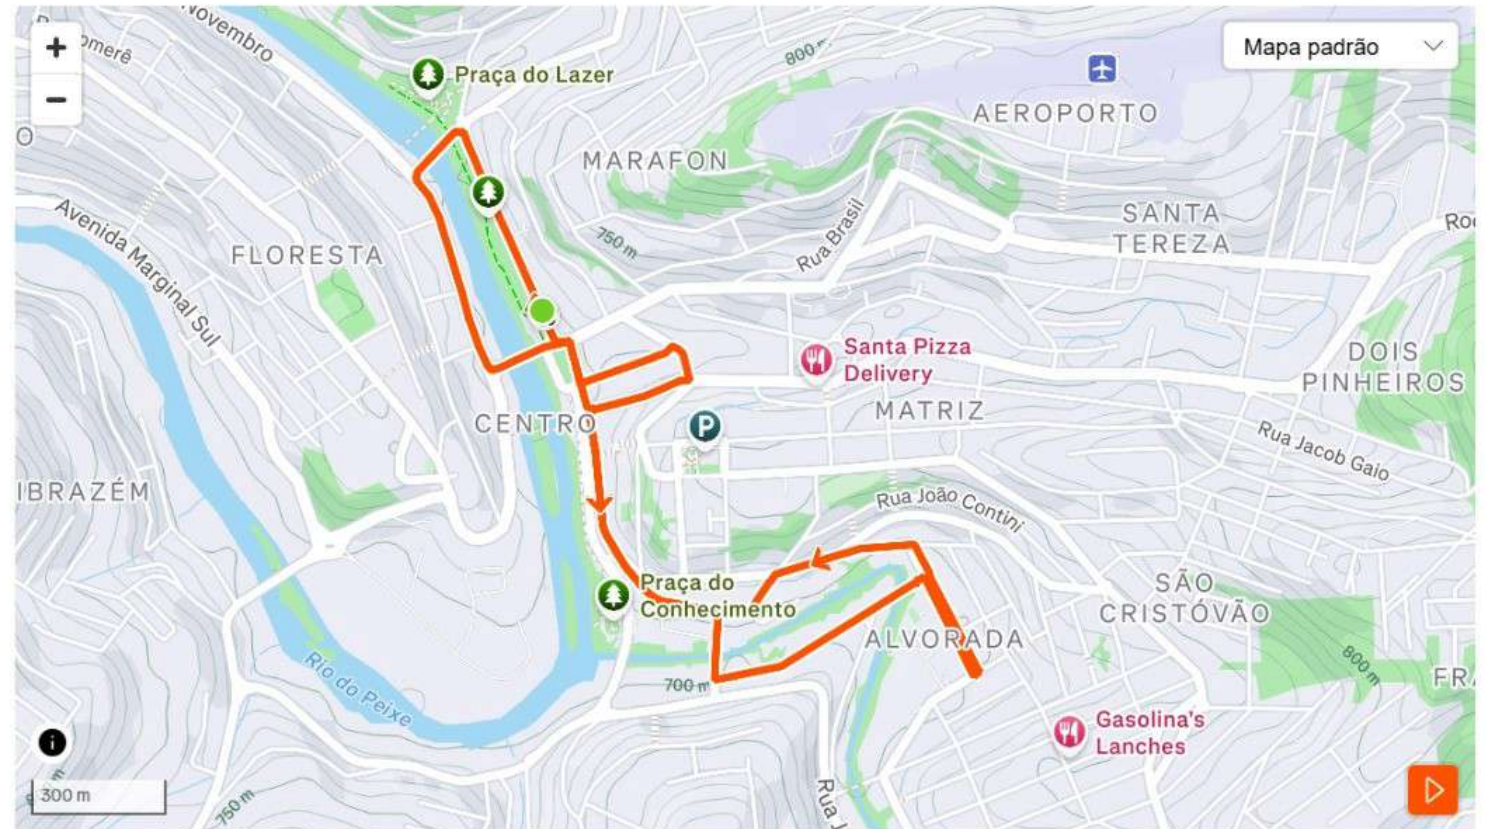 Novembro
Praça do Lazer
800 m
Mapa padrão
AEROPORTO
MARAFON
Avenida Marginal Sul
FLORESTA
750 m
Rua Brasil
SANTA
TEREZA
Santa Pizza
Delivery
DOIS
PINHEIROS
CENTRO
P
MATRIZ
Rua Jacob Gaio
IBRAZÉM
Rua João Contini
Praça do
Conhecimento
SÃO
CRISTÓVÃO
ALVORADA
Rio do Peixe
700 m
800 m
Gasolina's
Lanches
300 m
750 m